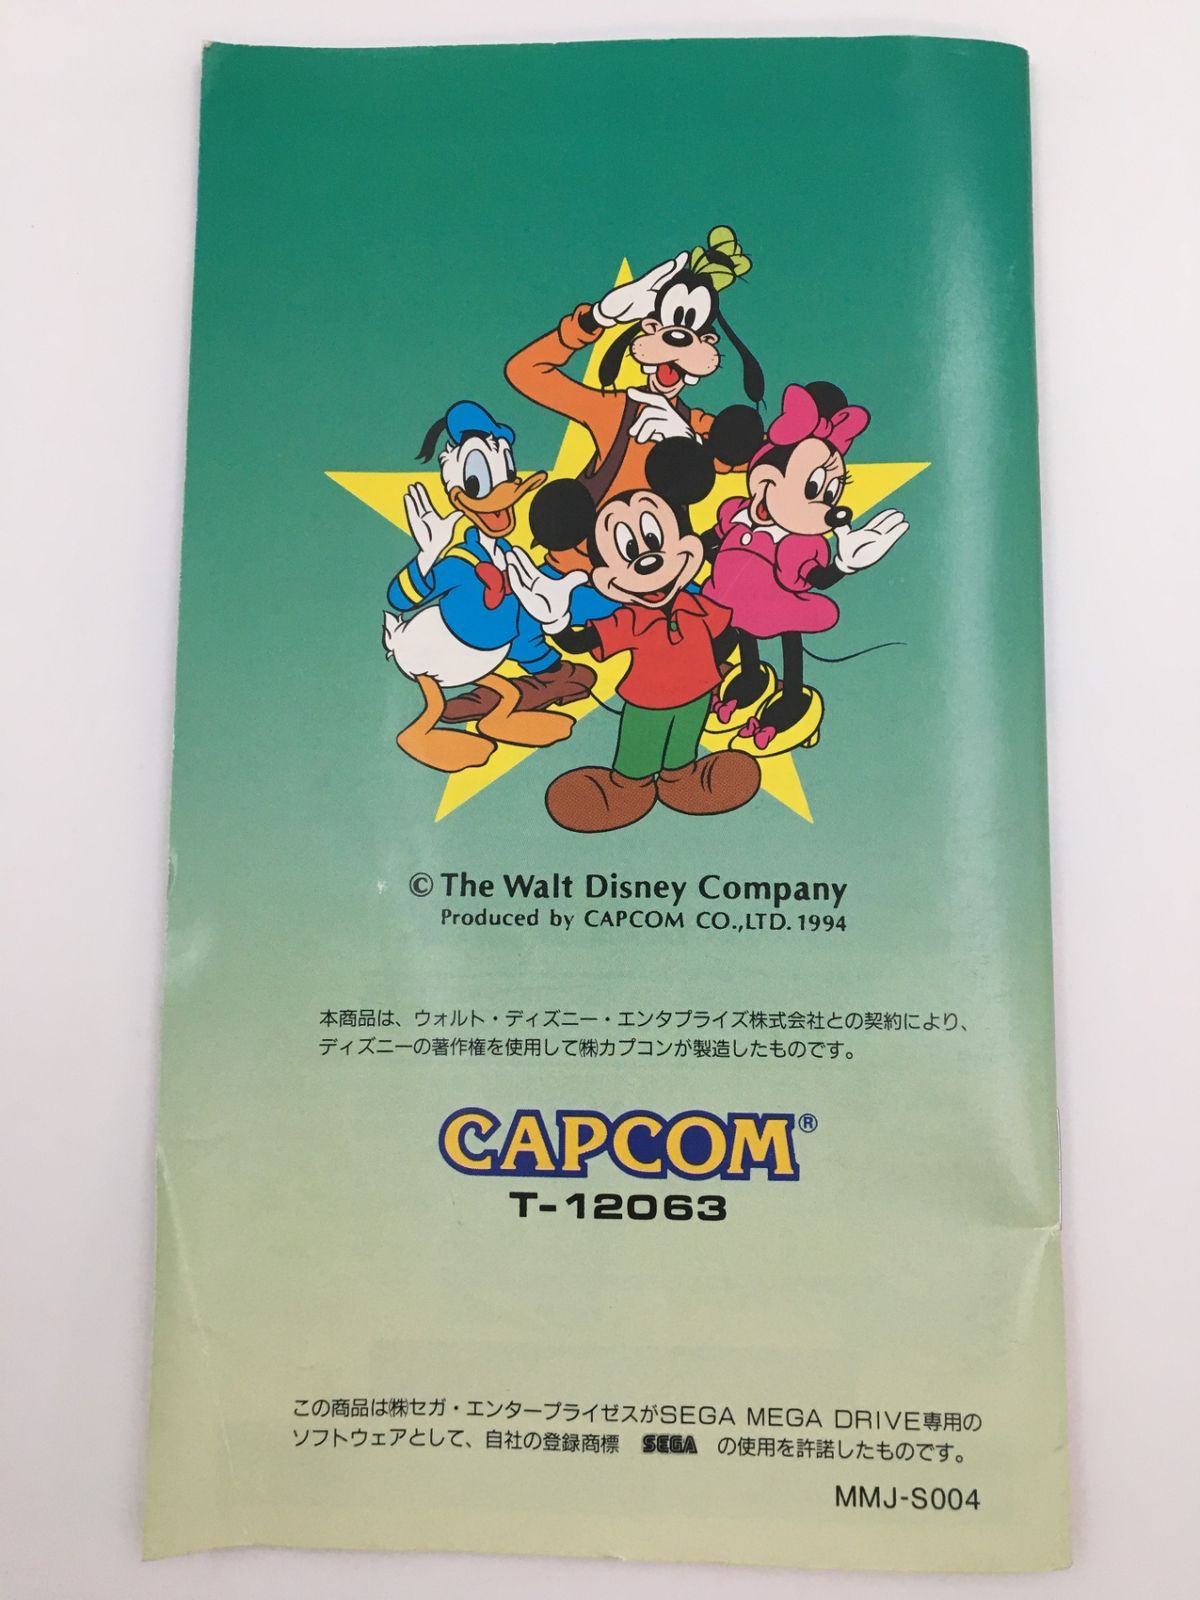 © The Walt Disney Company
Produced by CAPCOM CO.,LTD. 1994
本商品は、ウォルト・ディズニー・エンタプライズ株式会社との契約により、
ディズニーの著作権を使用して㈱カプコンが製造したものです。
CAPCOM®
T-12063
この商品は㈱セガ・エンタープライゼスがSEGA MEGA DRIVE専用の
ソフトウェアとして、自社の登録商標 SEGA の使用を許諾したものです。
MMJ-S004